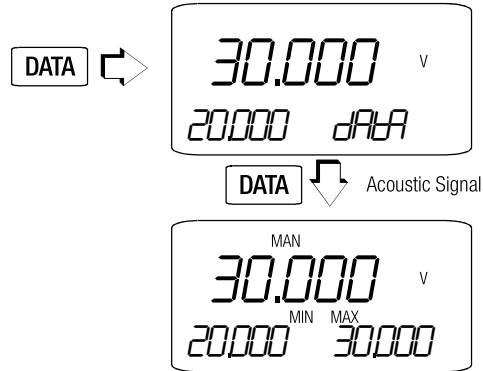 DATA
30.000 V
20.000 dAtA
DATA Acoustic Signal
MAN
30.000 V
MIN MAX
20.000 30.000